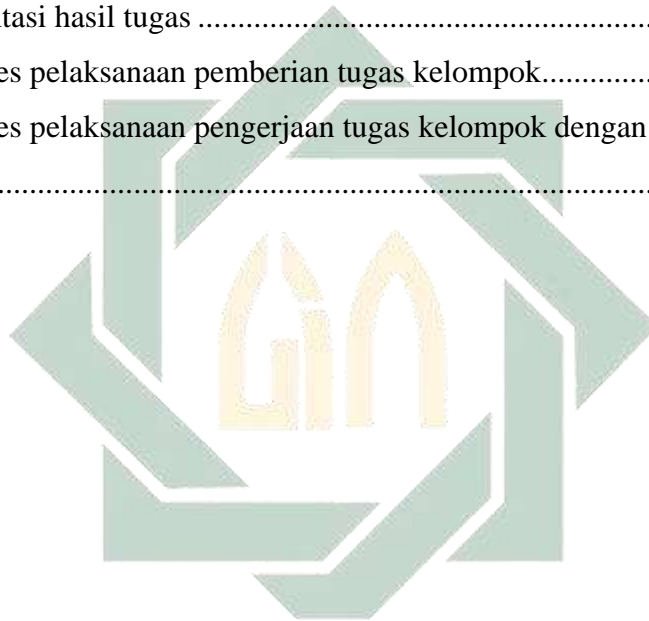 tasi hasil tugas ......................................................................
es pelaksanaan pemberian tugas kelompok..................
es pelaksanaan pengerjaan tugas kelompok dengan
..........................................................................................